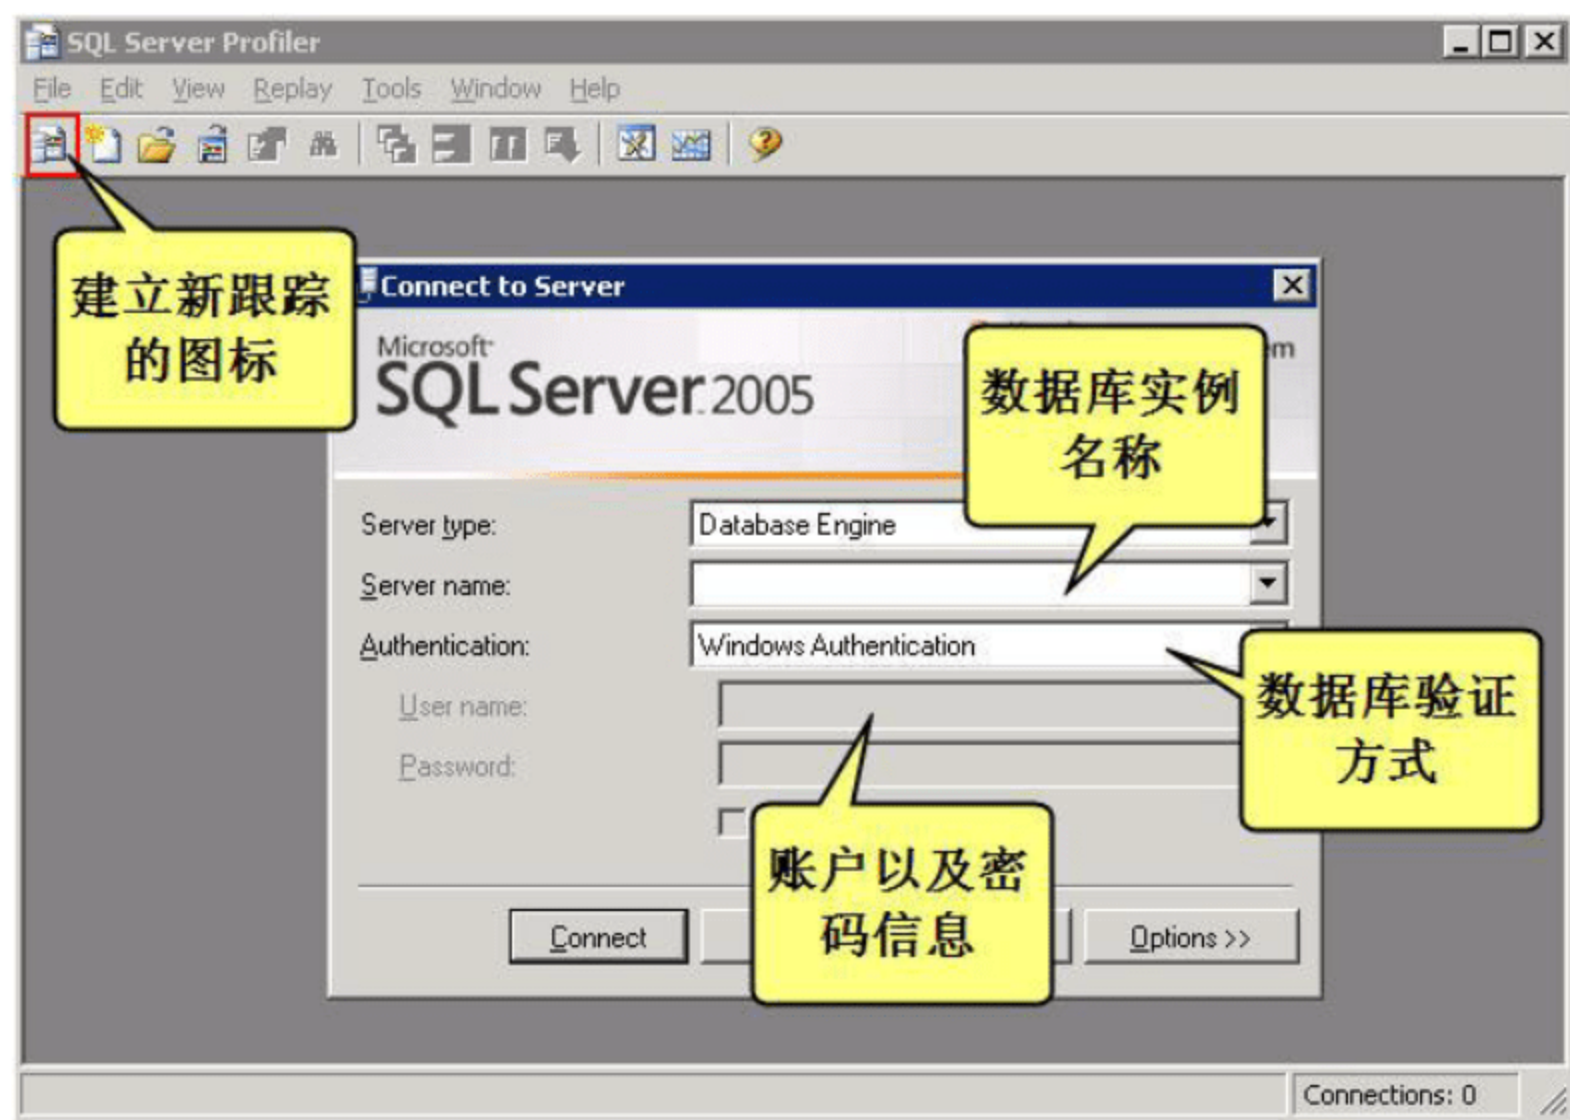 SQL Server Profiler
File Edit View Replay Tools Window Help
建立新跟踪
的图标
Connect to Server
Microsoft
SQL Server 2005
数据库实例
名称
Server type:
Database Engine
Server name:
Authentication:
Windows Authentication
数据库验证
方式
User name:
Password:
账户以及密
码信息
Connect
Options >>
Connections: 0